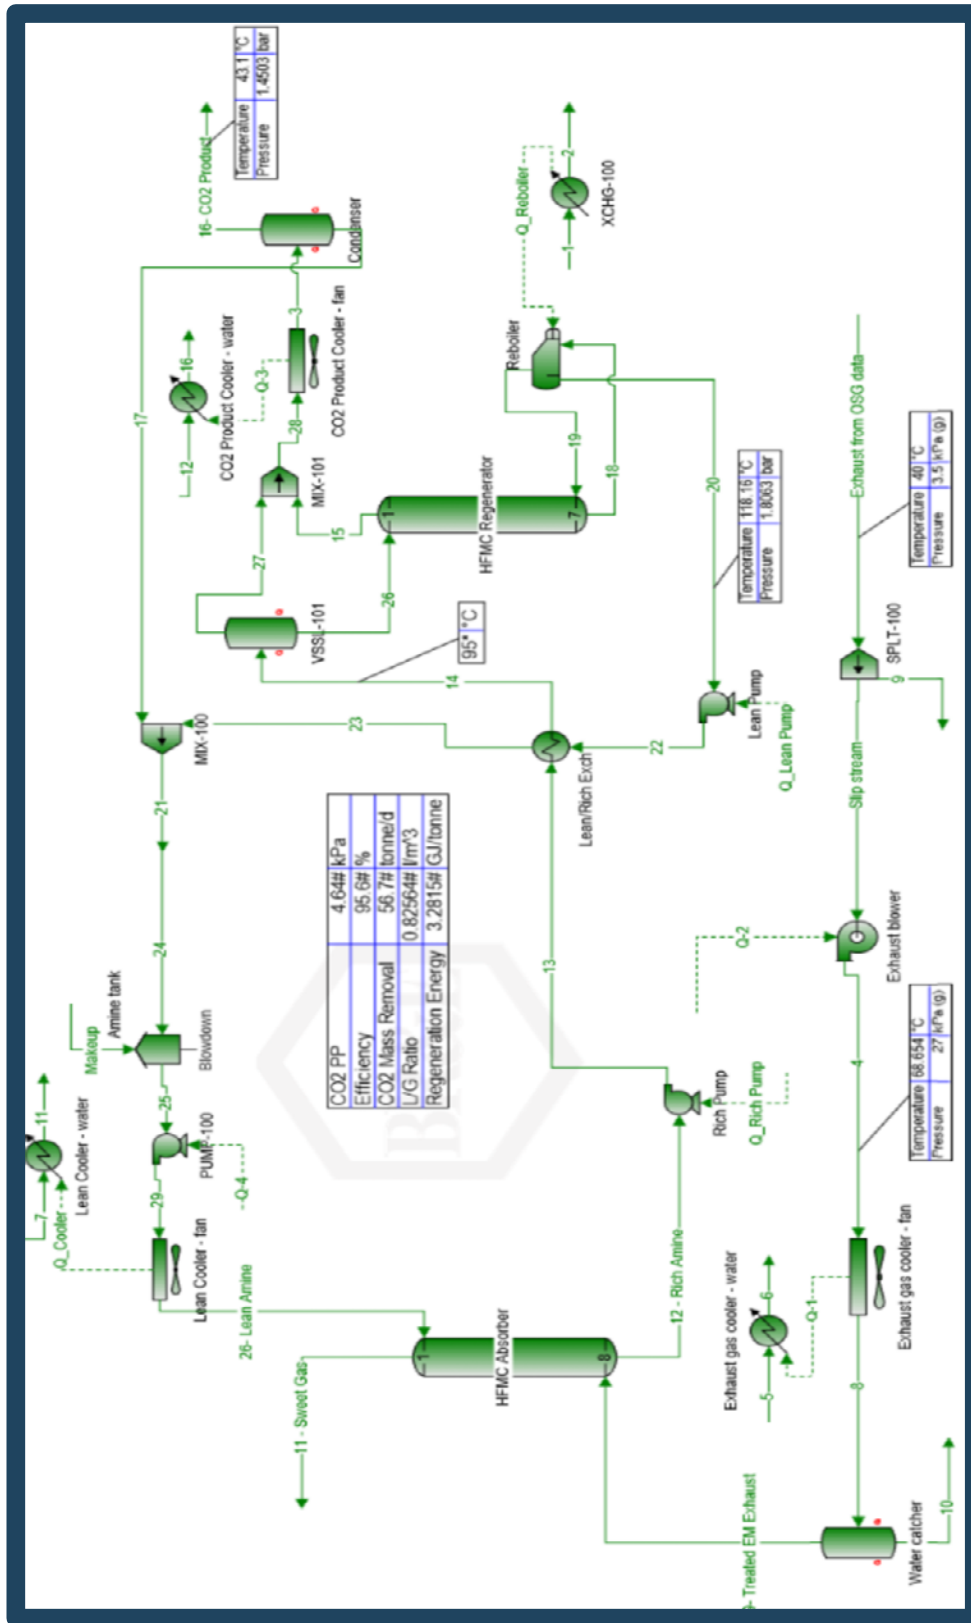 16- CO2 Product
Temperature 43.1 °C
Pressure 1.4503 bar
Condenser
3
17
16
CO2 Product Cooler - water
12
Q-3
28
CO2 Product Cooler - fan
MIX-101
27
15
VSSL-101
26
1
HFMC Regenerator
7
19
18
Reboiler
Q_Reboiler
1
2
XCHG-100
20
Temperature 118.16 °C
Pressure 1.8063 bar
95* °C
14
MIX-100
23
21
Lean/Rich Exch
22
Lean Pump
Q_Lean Pump
Exhaust from OSG data
Temperature 40 °C
Pressure 3.5 kPa (g)
SPLT-100
9
Slip stream
Exhaust blower
Q-2
4
Temperature 68.654 °C
Pressure 27 kPa (g)
CO2 PP 4.64# kPa
Efficiency 95.6# %
CO2 Mass Removal 56.7# tonne/d
L/G Ratio 0.82564# l/m^3
Regeneration Energy 3.2815# GJ/tonne
13
24
Amine tank
Makeup
Blowdown
25
PUMP-100
Q-4
29
11
Lean Cooler - water
7
Q_Cooler
Lean Cooler - fan
26- Lean Amine
Rich Pump
Q_Rich Pump
12 - Rich Amine
1
HFMC Absorber
8
11 - Sweet Gas
Exhaust gas cooler - water
6
5
Q-1
Exhaust gas cooler - fan
8
Treated EM Exhaust
Water catcher
10